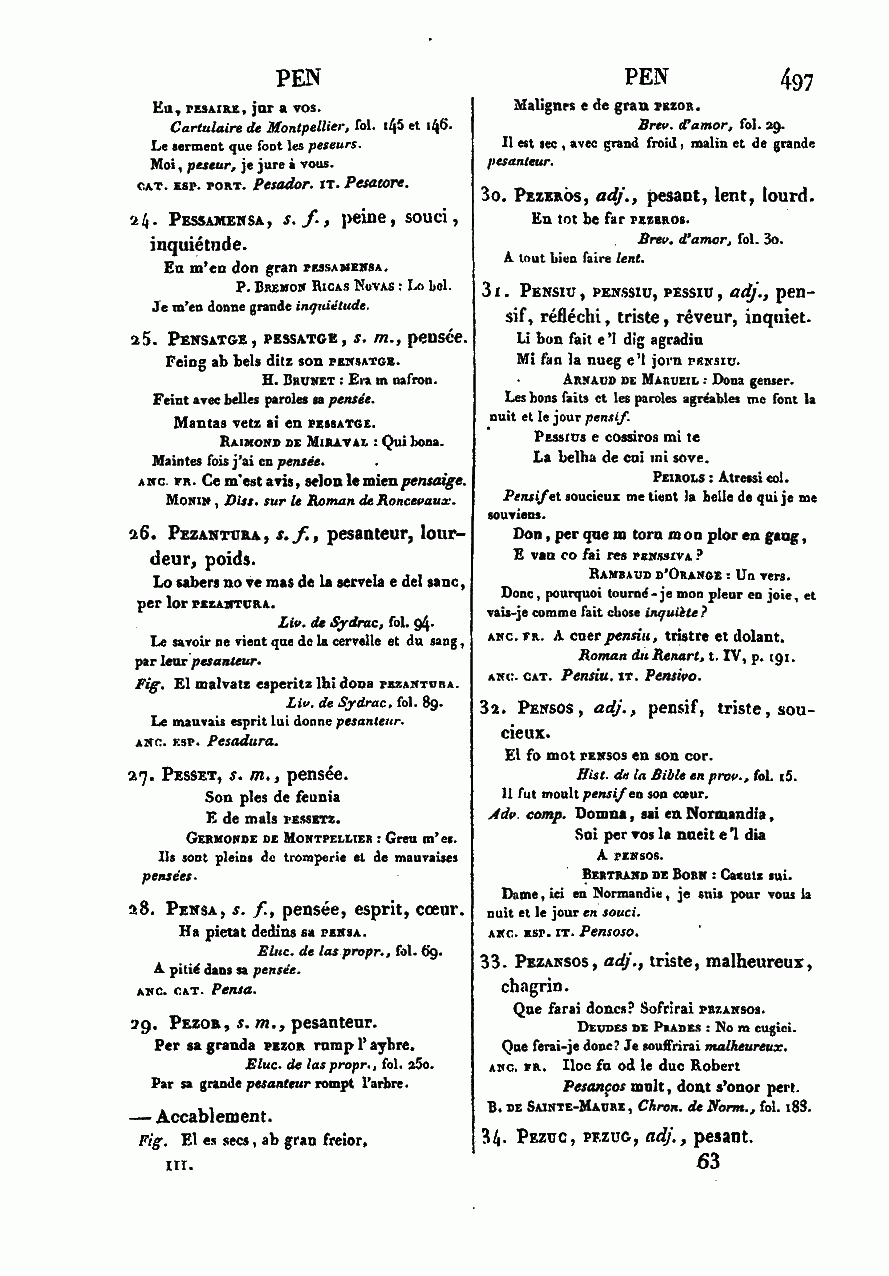 PEN
PEN
497
Eu, PESAIRE, jur a vos.
Cartulaire de Montpellier, fol. 145 et 146.
Le serment que font les peseurs.
Moi, peseur, je jure à vous.
CAT. ESP. PORT. Pesador. IT. Pesatore.
24. PESSAMENSA, s. f., peine, souci,
inquiétude.
En m'en don gran PESSAMENSA.
P. BREMON RICAS NOVAS : Lo bel.
Je m'en donne grande inquiétude.
25. PENSATGE, PESSATGE, s. m., pensée.
Feing ab bels ditz son PENSATGE.
H. BRUNET : Era m nafron.
Feint avec belles paroles sa pensée.
Mantas vetz ai en PESSATGE.
RAIMOND DE MIRAVAL : Qui bona.
Maintes fois j'ai en pensée.
ANC. FR. Ce m'est avis, selon le mien pensaige.
MONIN, Diss. sur le Roman de Roncevaux.
26. PEZANTURA, s. f., pesanteur, lour-
deur, poids.
Lo sabers no ve mas de la servela e del sanc,
per lor PEZANTURA.
Liv. de Sydrac, fol. 94.
Le savoir ne vient que de la cervelle et du sang,
par leur pesanteur.
Fig. El malvatz esperitz lhi dona PEZANTURA.
Liv. de Sydrac, fol. 89.
Le mauvais esprit lui donne pesanteur.
ANC. ESP. Pesadura.
27. PESSET, s. m., pensée.
Son ples de feunia
E de mals PESSETZ.
GERMONDE DE MONTPELLIER : Greu m'es.
Ils sont pleins de tromperie et de mauvaises
pensées.
28. PENSA, s. f., pensée, esprit, cœur.
Ha pietat dedins sa PENSA.
Eluc. de las propr., fol. 69.
A pitié dans sa pensée.
ANC. CAT. Pensa.
29. PEZOR, s. m., pesanteur.
Per sa granda PEZOR rump l'aybre.
Eluc. de las propr., fol. 250.
Par sa grande pesanteur rompt l'arbre.
— Accablement.
Fig. El es secs, ab gran freior,
III.
Malignes e de gran PEZOR.
Brev. d'amor, fol. 29.
Il est sec, avec grand froid, malin et de grande
pesanteur.
30. PEZERÒS, adj., pesant, lent, lourd.
En tot be far PEZEROS.
Brev. d'amor, fol. 30.
A tout bien faire lent.
31. PENSIU, PENSSIU, PESSIU, adj., pen-
sif, réfléchi, triste, rêveur, inquiet.
Li bon fait e'l dig agradiu
Mi fan la nueg e'l jorn PENSIU.
ARNAUD DE MARUEIL : Dona genser.
Les bons faits et les paroles agréables me font la
nuit et le jour pensif.
PESSIUS e cossiros mi te
La belha de cui mi sove.
PEIROLS : Atressi col.
Pensif et soucieux me tient la belle de qui je me
souviens.
Don, per que m torn mon plor en gaug,
E van co fai res PENSSIVA?
RAMBAUD D'ORANGE : Un vers.
Donc, pourquoi tourné-je mon pleur en joie, et
vais-je comme fait chose inquiète?
ANC. FR. A cuer pensiu, tristre et dolant.
Roman du Renart, t. IV, p. 191.
ANC. CAT. Pensiu. IT. Pensivo.
32. PENSOS, adj., pensif, triste, sou-
cieux.
El fo mot PENSOS en son cor.
Hist. de la Bible en prov., fol. 15.
Il fut moult pensif en son cœur.
Adv. comp. Domna, sai en Normandia,
Sui per vos la nueit e'l dia
A PENSOS.
BERTRAND DE BORN : Casutz sui.
Dame, ici en Normandie, je suis pour vous la
nuit et le jour en souci.
ANC. ESP. IT. Pensoso.
33. PEZANSOS, adj., triste, malheureux,
chagrin.
Que farai doncs? Sofrirai PEZANSOS.
DEUDES DE PRADES : No m cugiei.
Que ferai-je donc? Je souffrirai malheureux.
ANC. FR. Iloc fu od le duc Robert
Pesanços mult, dont s'onor pert.
B. DE SAINTE-MAURE, Chron. de Norm., fol. 183.
34. PEZUC, PEZUG, adj., pesant.
63